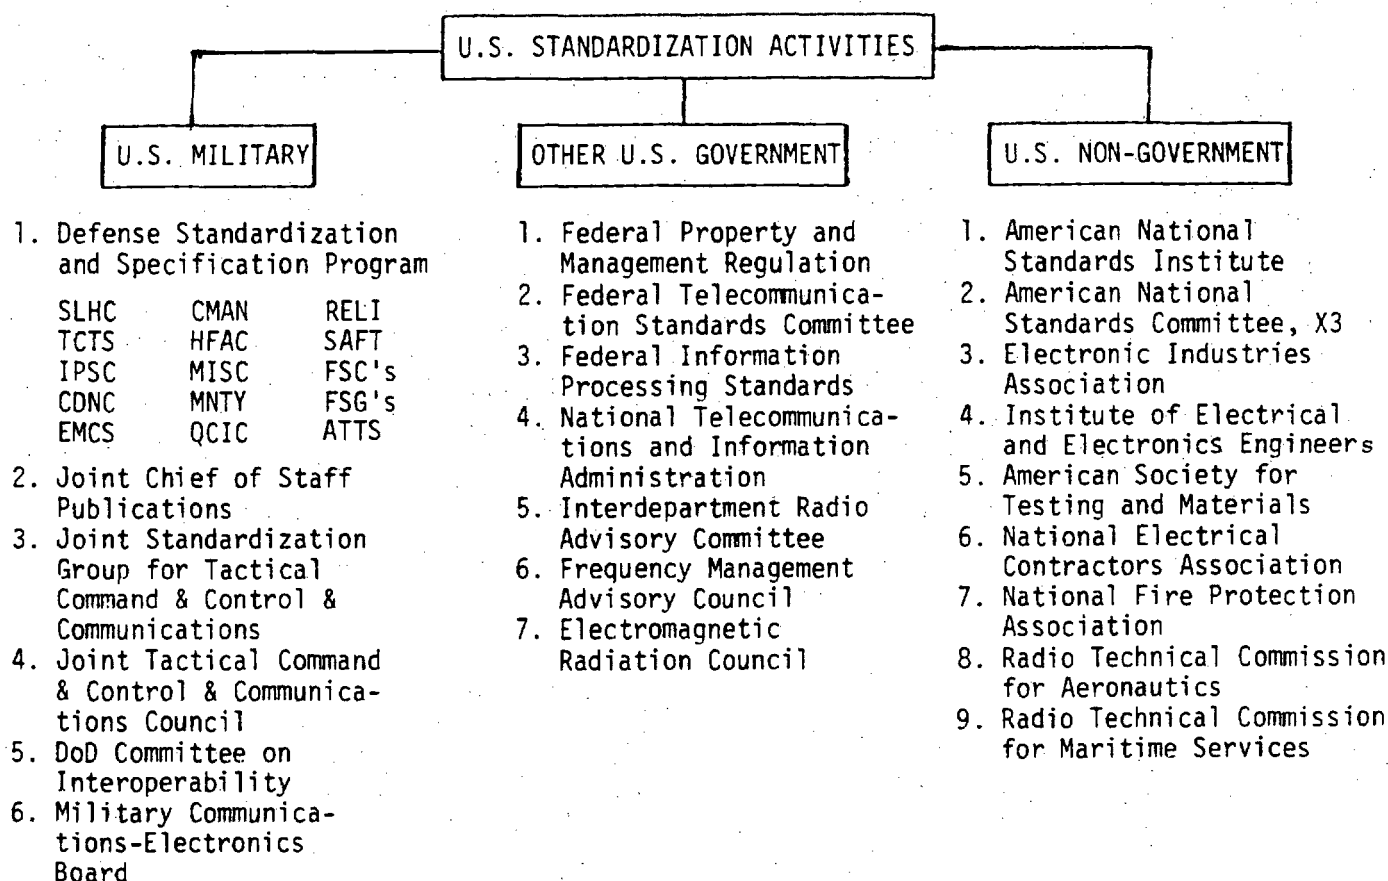 U.S. STANDARDIZATION ACTIVITIES
U.S. MILITARY
1. Defense Standardization
and Specification Program
SLHC CMAN RELI
TCTS HFAC SAFT
IPSC MISC FSC's
CDNC MNTY FSG's
EMCS QCIC ATTS
2. Joint Chief of Staff
Publications
3. Joint Standardization
Group for Tactical
Command & Control &
Communications
4. Joint Tactical Command
& Control & Communica-
tions Council
5. DoD Committee on
Interoperability
6. Military Communica-
tions-Electronics
Board
OTHER U.S. GOVERNMENT
1. Federal Property and
Management Regulation
2. Federal Telecommunica-
tion Standards Committee
3. Federal Information
Processing Standards
4. National Telecommunica-
tions and Information
Administration
5. Interdepartment Radio
Advisory Committee
6. Frequency Management
Advisory Council
7. Electromagnetic
Radiation Council
U.S. NON-GOVERNMENT
1. American National
Standards Institute
2. American National
Standards Committee, X3
3. Electronic Industries
Association
4. Institute of Electrical
and Electronics Engineers
5. American Society for
Testing and Materials
6. National Electrical
Contractors Association
7. National Fire Protection
Association
8. Radio Technical Commission
for Aeronautics
9. Radio Technical Commission
for Maritime Services